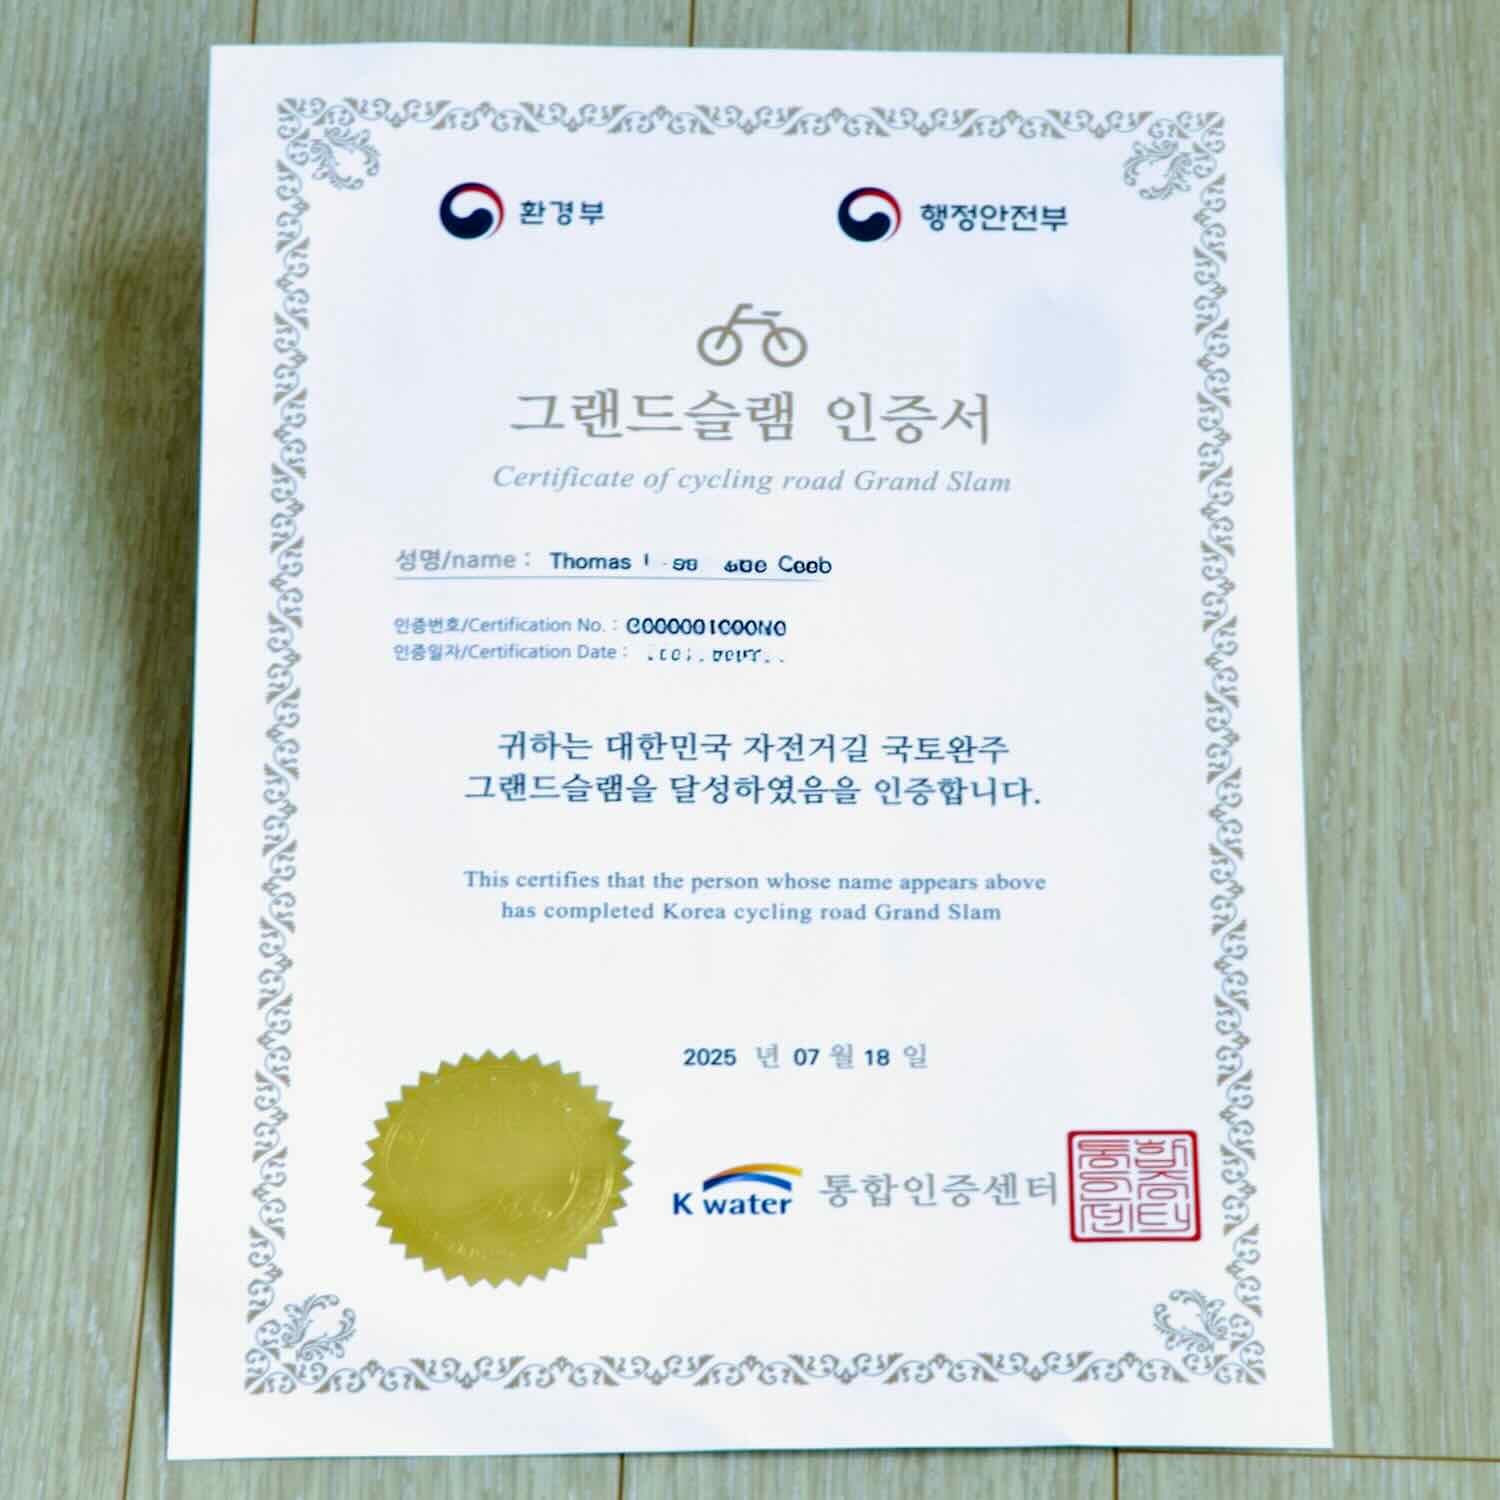 환경부
행정안전부
그랜드슬램 인증서
Certificate of cycling road Grand Slam
성명/name : Thomas
인증번호/Certification No. :
인증일자/Certification Date :
귀하는 대한민국 자전거길 국토완주
그랜드슬램을 달성하였음을 인증합니다.
This certifies that the person whose name appears above
has completed Korea cycling road Grand Slam
2025 년 07 월 18 일
K water 통합인증센터